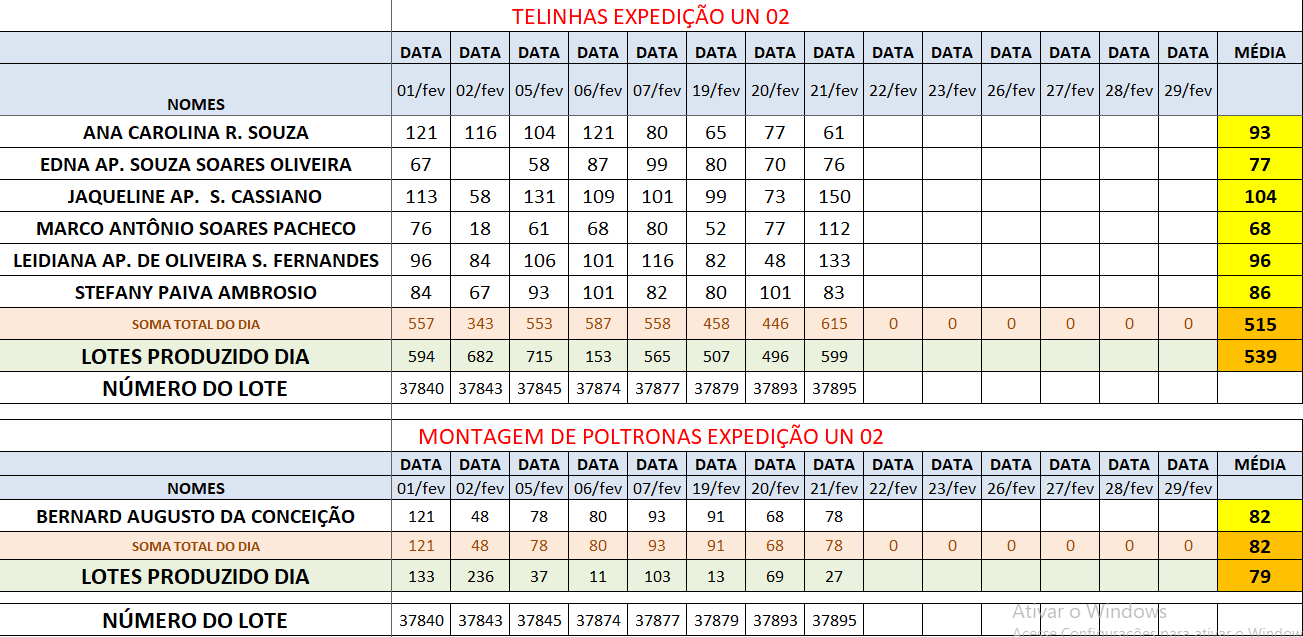 TELINHAS EXPEDIÇÃO UN 02
DATA DATA DATA DATA DATA DATA DATA DATA DATA DATA DATA DATA DATA DATA MÉDIA
NOMES 01/fev 02/fev 05/fev 06/fev 07/fev 19/fev 20/fev 21/fev 22/fev 23/fev 26/fev 27/fev 28/fev 29/fev
ANA CAROLINA R. SOUZA 121 116 104 121 80 65 77 61 93
EDNA AP. SOUZA SOARES OLIVEIRA 67 58 87 99 80 70 76 77
JAQUELINE AP. S. CASSIANO 113 58 131 109 101 99 73 150 104
MARCO ANTÔNIO SOARES PACHECO 76 18 61 68 80 52 77 112 68
LEIDIANA AP. DE OLIVEIRA S. FERNANDES 96 84 106 101 116 82 48 133 96
STEFANY PAIVA AMBROSIO 84 67 93 101 82 80 101 83 86
SOMA TOTAL DO DIA 557 343 553 587 558 458 446 615 0 0 0 0 0 0 515
LOTES PRODUZIDO DIA 594 682 715 153 565 507 496 599 539
NÚMERO DO LOTE 37840 37843 37845 37874 37877 37879 37893 37895
MONTAGEM DE POLTRONAS EXPEDIÇÃO UN 02
DATA DATA DATA DATA DATA DATA DATA DATA DATA DATA DATA DATA DATA DATA MÉDIA
NOMES 01/fev 02/fev 05/fev 06/fev 07/fev 19/fev 20/fev 21/fev 22/fev 23/fev 26/fev 27/fev 28/fev 29/fev
BERNARD AUGUSTO DA CONCEIÇÃO 121 48 78 80 93 91 68 78 82
SOMA TOTAL DO DIA 121 48 78 80 93 91 68 78 0 0 0 0 0 0 82
LOTES PRODUZIDO DIA 133 236 37 11 103 13 69 27 79
NÚMERO DO LOTE 37840 37843 37845 37874 37877 37879 37893 37895
Ativar o Windows
Acesse Configurações para ativar o Windows